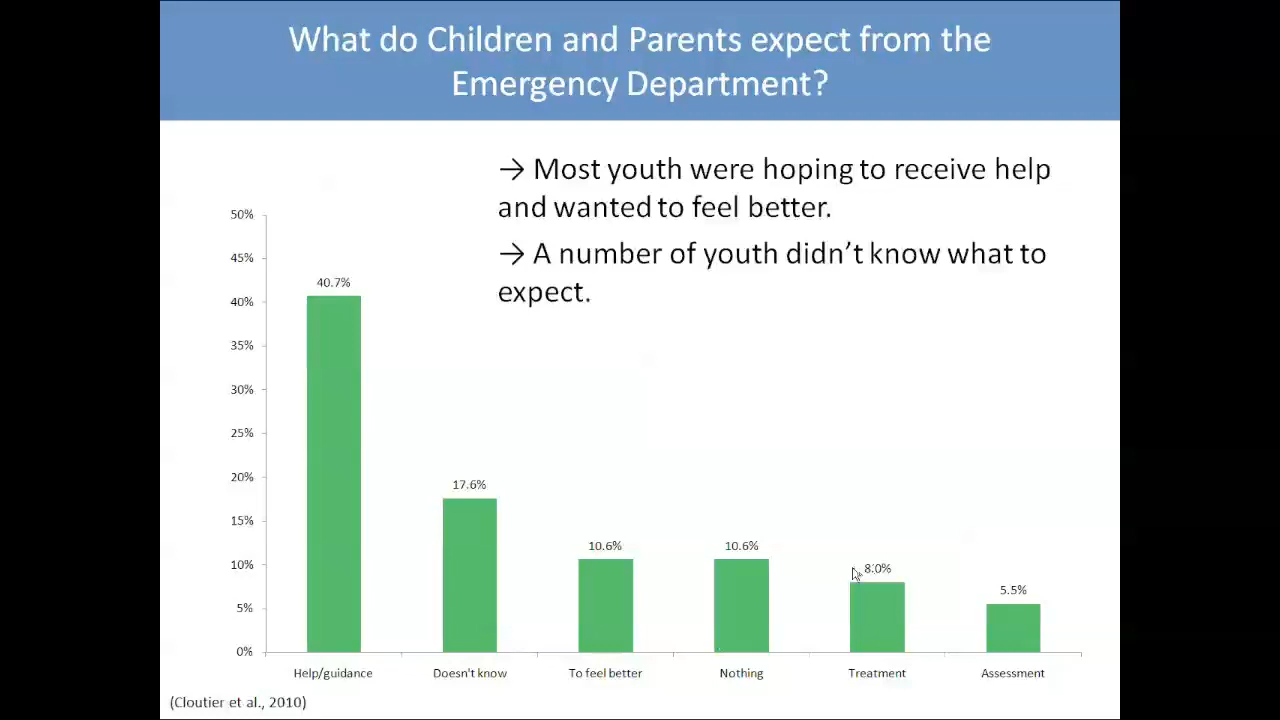 What do Children and Parents expect from the
Emergency Department?
→ Most youth were hoping to receive help
and wanted to feel better.
→ A number of youth didn't know what to
expect.
50%
45%
40%
35%
30%
25%
20%
15%
10%
5%
0%
40.7%
17.6%
10.6%
10.6%
8.0%
5.5%
Help/guidance
Doesn't know
To feel better
Nothing
Treatment
Assessment
(Cloutier et al., 2010)